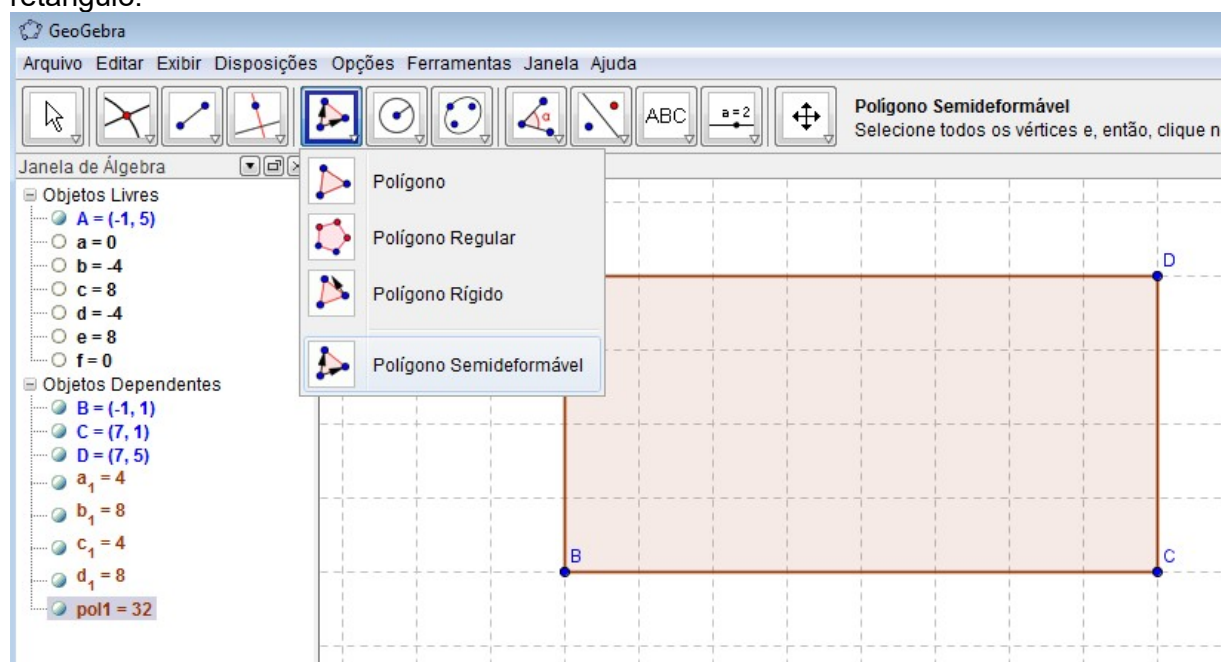 retângulo.
GeoGebra
Arquivo Editar Exibir Disposições Opções Ferramentas Janela Ajuda
ABC
a=2
α
Polígono Semideformável
Selecione todos os vértices e, então, clique n
Janela de Álgebra
Polígono
Polígono Regular
Polígono Rígido
Polígono Semideformável
Objetos Livres
A = (-1, 5)
a = 0
b = -4
c = 8
d = -4
e = 8
f = 0
Objetos Dependentes
B = (-1, 1)
C = (7, 1)
D = (7, 5)
a₁ = 4
b₁ = 8
c₁ = 4
d₁ = 8
pol1 = 32
D
B
C